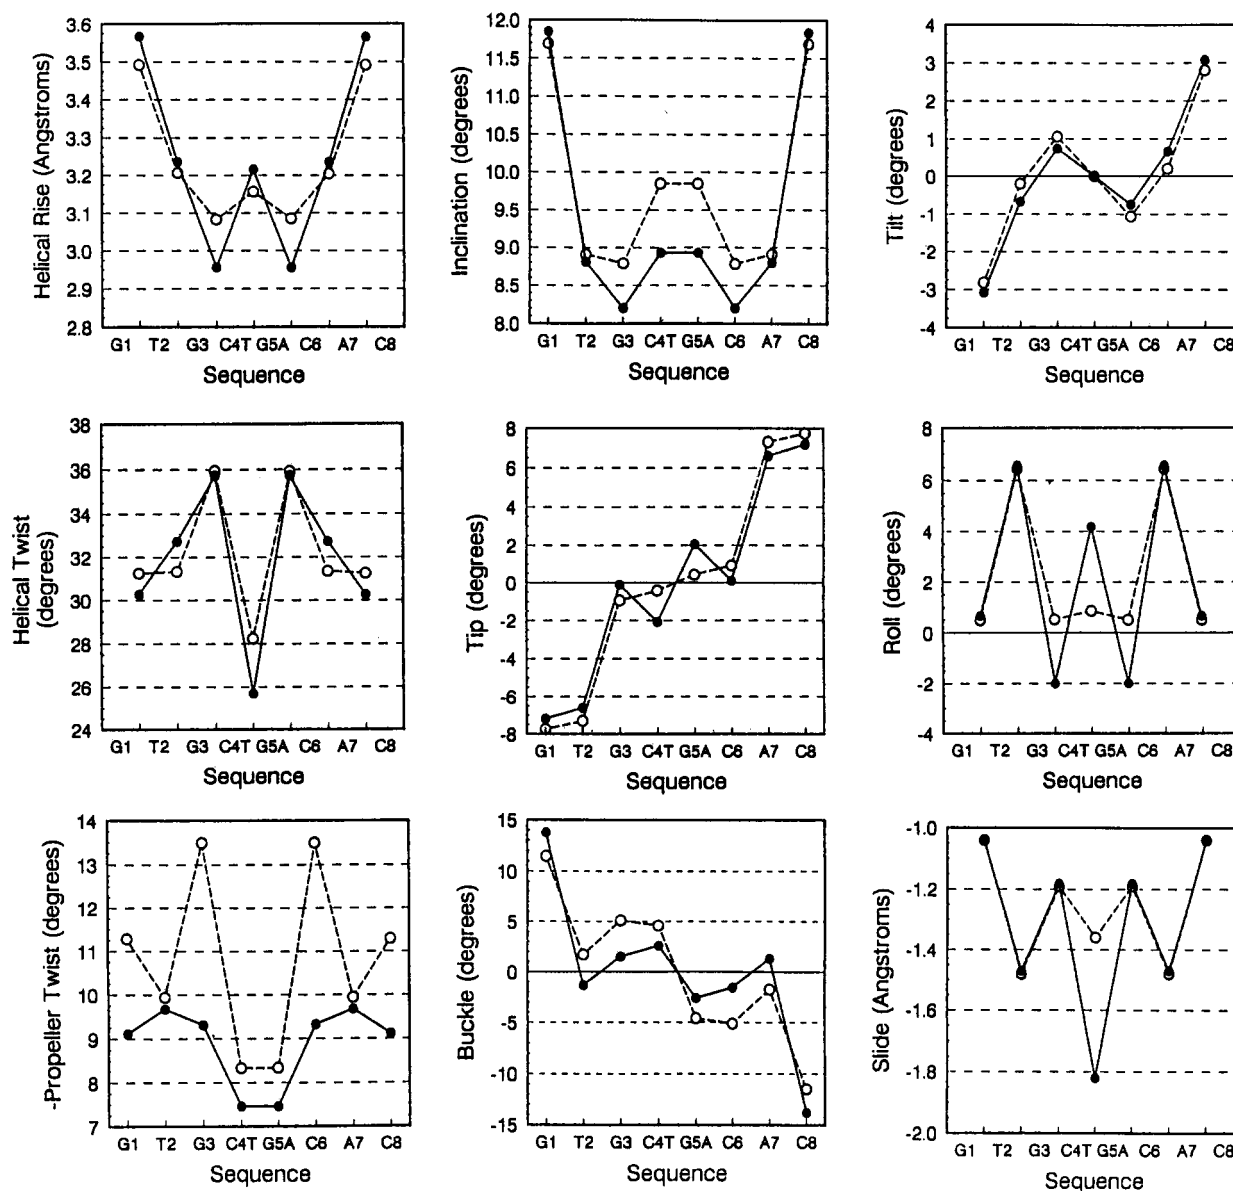 Helical Rise (Angstroms)
3.6
3.5
3.4
3.3
3.2
3.1
3.0
2.9
2.8
G1 T2 G3 C4T G5A C6 A7 C8
Sequence
Inclination (degrees)
12.0
11.5
11.0
10.5
10.0
9.5
9.0
8.5
8.0
G1 T2 G3 C4T G5A C6 A7 C8
Sequence
Tilt (degrees)
4
3
2
1
0
-1
-2
-3
-4
G1 T2 G3 C4T G5A C6 A7 C8
Sequence
Helical Twist
(degrees)
38
36
34
32
30
28
26
24
G1 T2 G3 C4T G5A C6 A7 C8
Sequence
Tip (degrees)
8
6
4
2
0
-2
-4
-6
-8
G1 T2 G3 C4T G5A C6 A7 C8
Sequence
Roll (degrees)
8
6
4
2
0
-2
-4
G1 T2 G3 C4T G5A C6 A7 C8
Sequence
-Propeller Twist (degrees)
14
13
12
11
10
9
8
7
G1 T2 G3 C4T G5A C6 A7 C8
Sequence
Buckle (degrees)
15
10
5
0
-5
-10
-15
G1 T2 G3 C4T G5A C6 A7 C8
Sequence
Slide (Angstroms)
-1.0
-1.2
-1.4
-1.6
-1.8
-2.0
G1 T2 G3 C4T G5A C6 A7 C8
Sequence